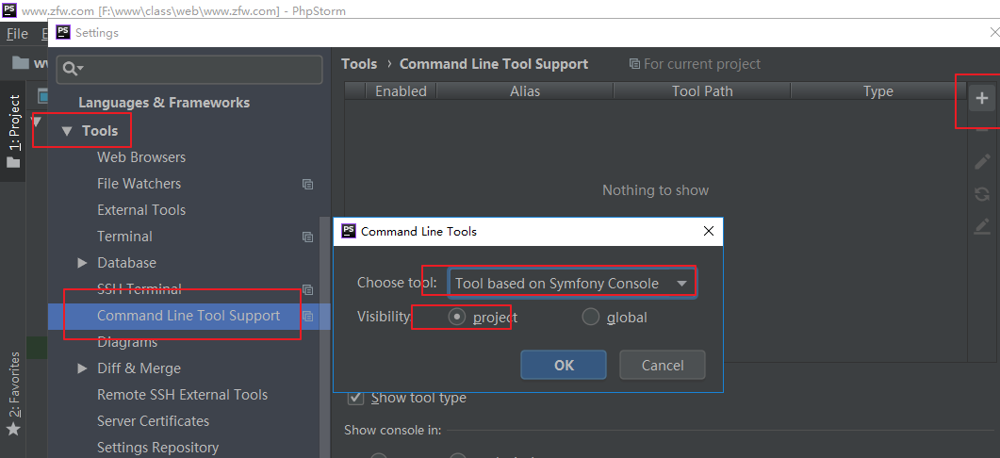 www.zfw.com [F:\www\class\web\www.zfw.com] - PhpStorm
File
Settings
1: Project
2: Favorites
Languages & Frameworks
Tools
Web Browsers
File Watchers
External Tools
Terminal
Database
SSH Terminal
Command Line Tool Support
Diagrams
Diff & Merge
Remote SSH External Tools
Server Certificates
Settings Repository
Tools › Command Line Tool Support
For current project
Enabled Alias Tool Path Type
Nothing to show
Command Line Tools
Choose tool: Tool based on Symfony Console
Visibility: project global
OK Cancel
Show tool type
Show console in: